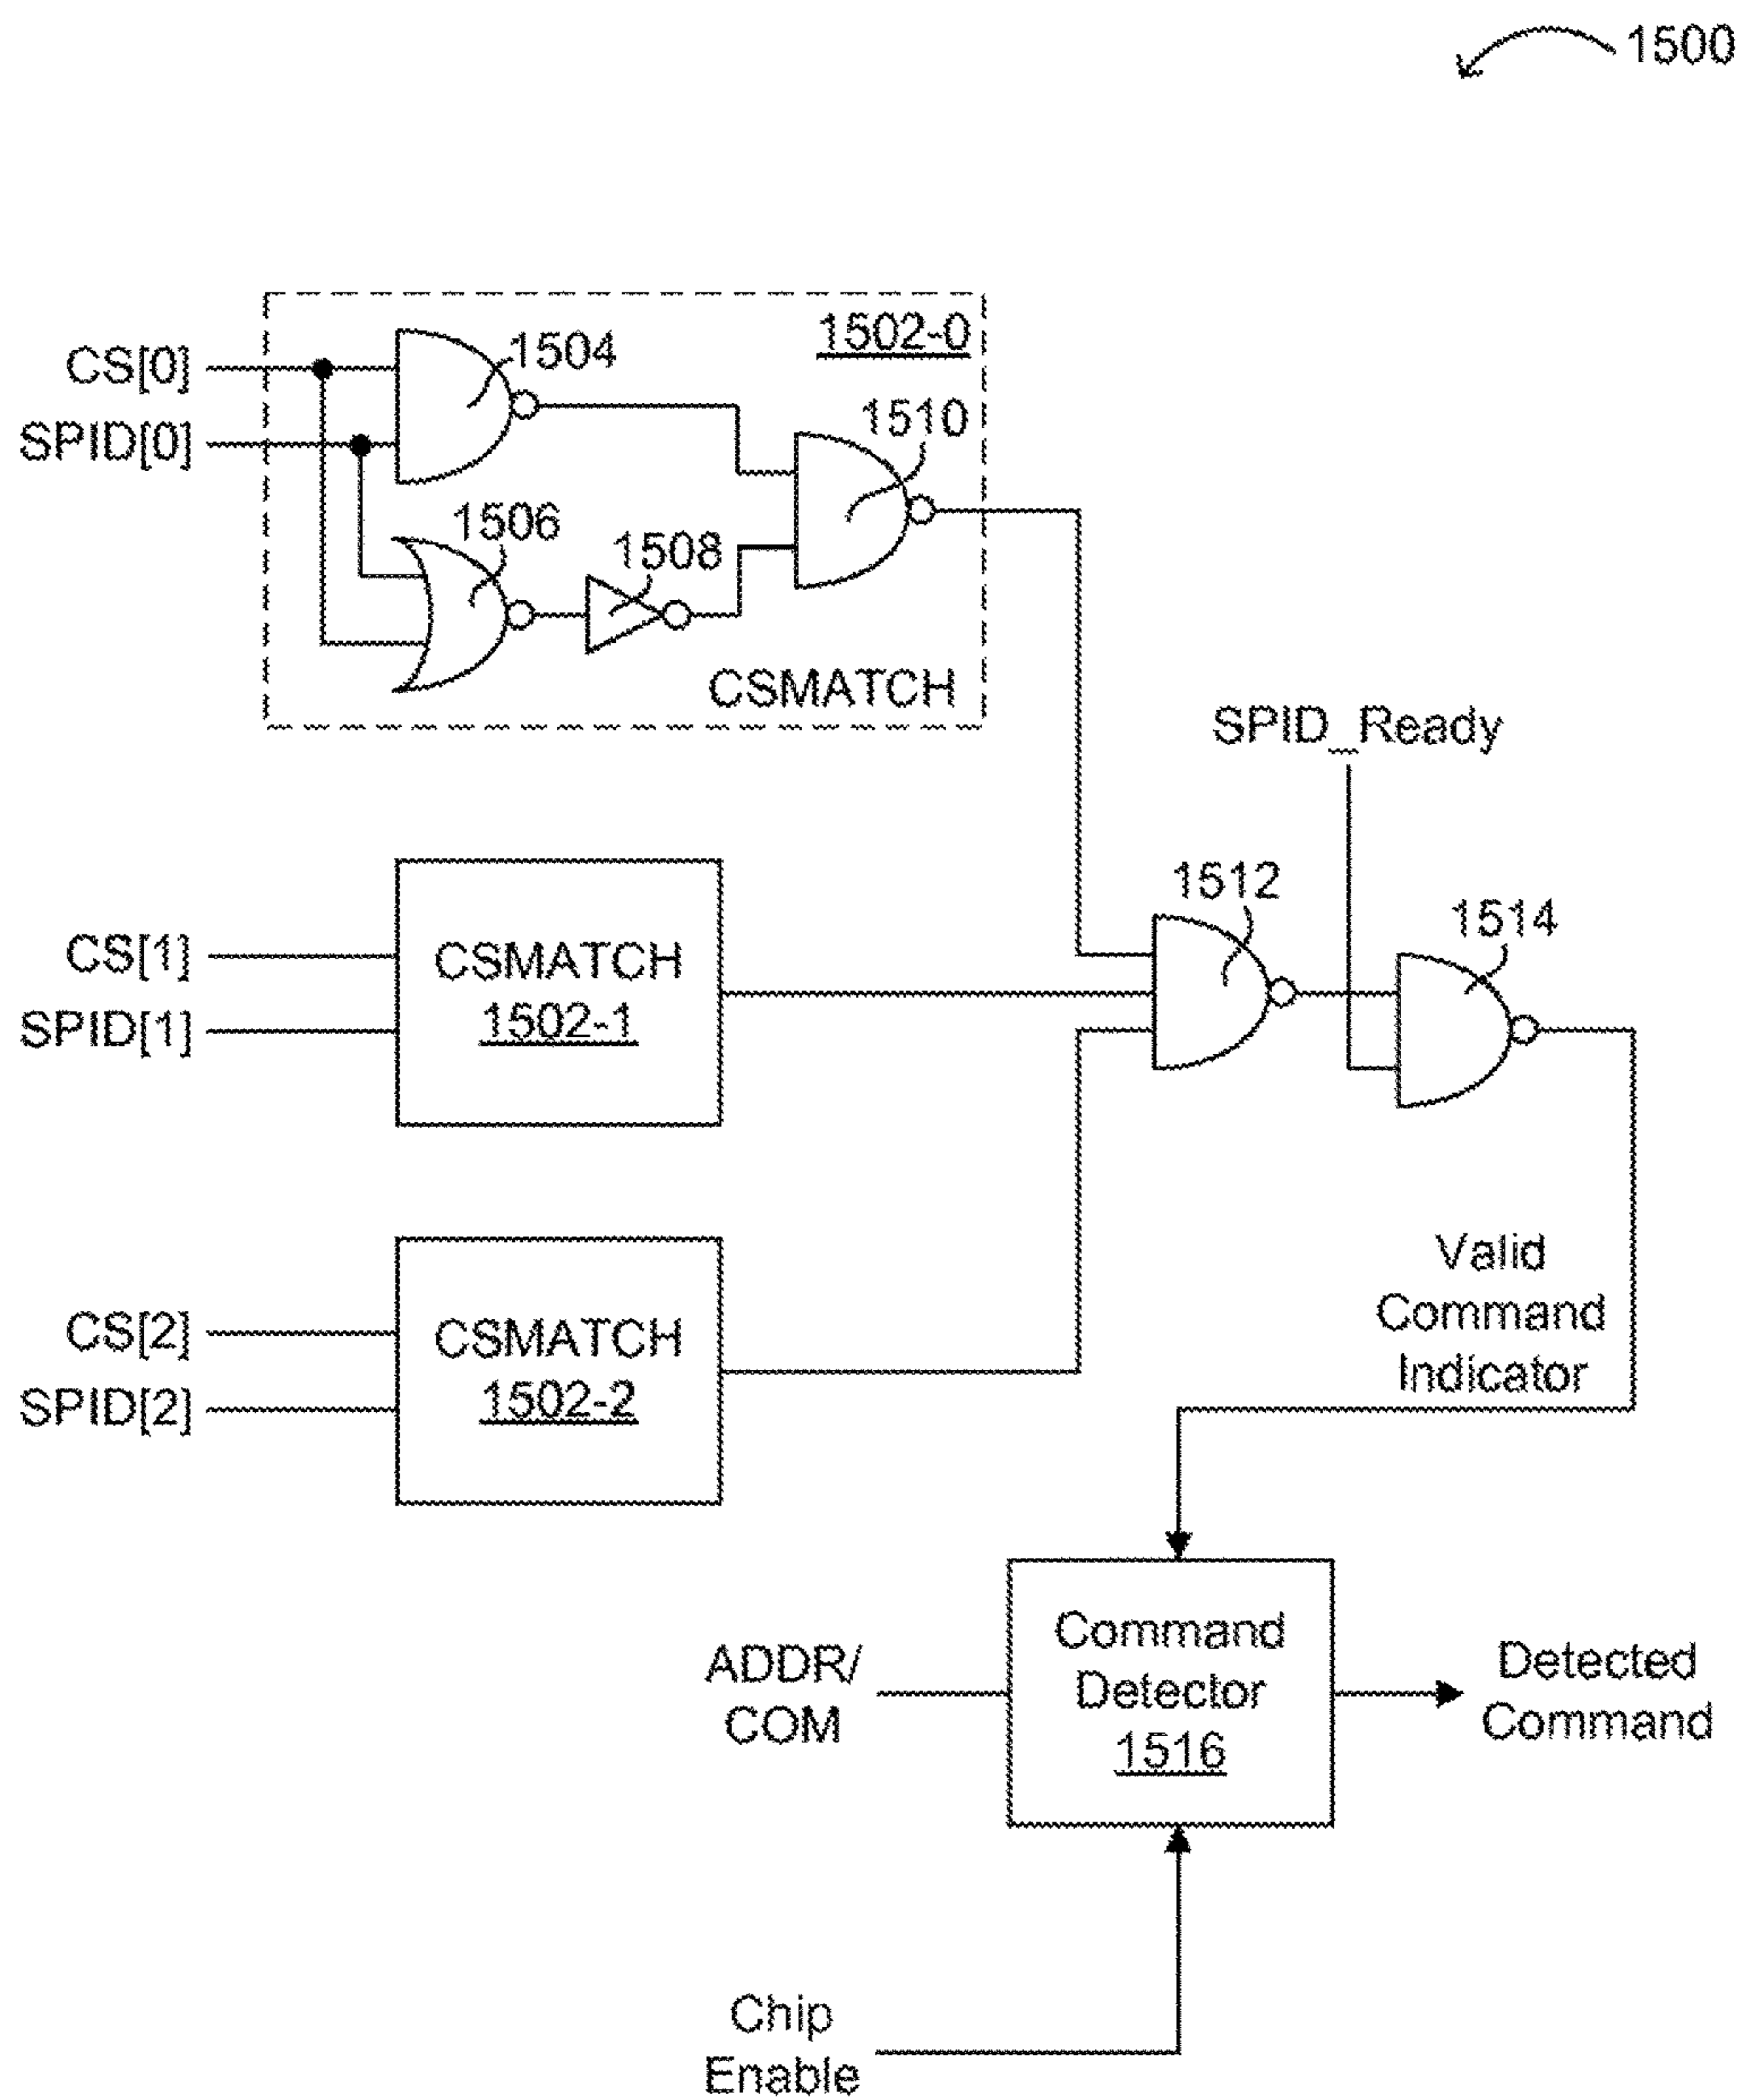 1500
1502-0
CS[0]
1504
SPID[0]
1510
1506
1508
CSMATCH
SPID_Ready
1512
1514
CS[1]
CSMATCH
SPID[1]
1502-1
Valid
Command
Indicator
CS[2]
CSMATCH
SPID[2]
1502-2
ADDR/
COM
Command
Detector
1516
Detected
Command
Chip
Enable